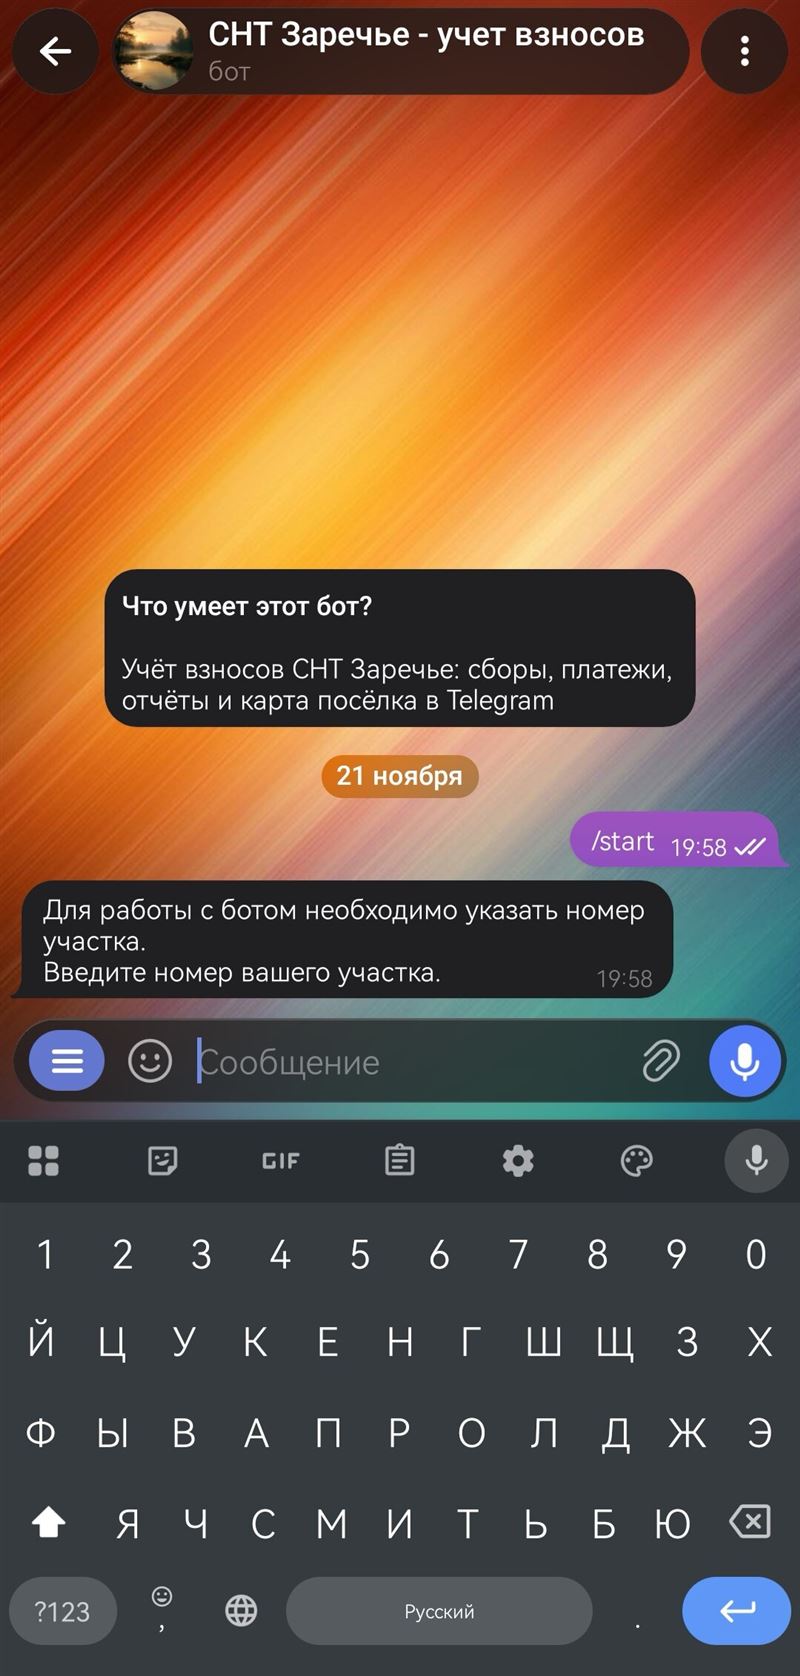 СНТ Заречье - учет взносов
бот
Что умеет этот бот?
Учёт взносов СНТ Заречье: сборы, платежи,
отчёты и карта посёлка в Telegram
21 ноября
/start 19:58
Для работы с ботом необходимо указать номер
участка.
Введите номер вашего участка. 19:58
Сообщение
GIF
1 2 3 4 5 6 7 8 9 0
Й Ц У К Е Н Г Ш Щ З Х
Ф Ы В А П Р О Л Д Ж Э
Я Ч С М И Т Ь Б Ю
?123 , Русский .